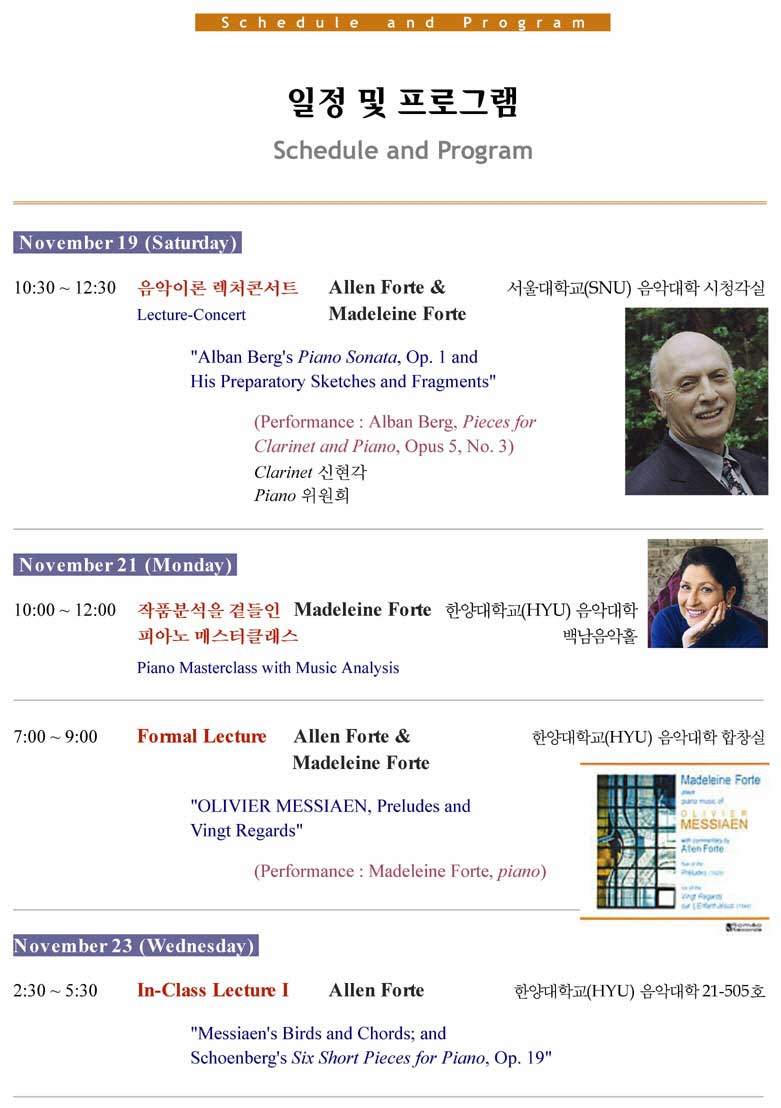 Schedule and Program
일정 및 프로그램
Schedule and Program
November 19 (Saturday)
10:30 ~ 12:30 음악이론 렉처콘서트 Allen Forte & 서울대학교(SNU) 음악대학 시청각실
Lecture-Concert Madeleine Forte
"Alban Berg's Piano Sonata, Op. 1 and
His Preparatory Sketches and Fragments"
(Performance : Alban Berg, Pieces for
Clarinet and Piano, Opus 5, No. 3)
Clarinet 신현각
Piano 위원희
November 21 (Monday)
10:00 ~ 12:00 작품분석을 곁들인 Madeleine Forte 한양대학교(HYU) 음악대학
피아노 매스터클래스 백남음악홀
Piano Masterclass with Music Analysis
7:00 ~ 9:00 Formal Lecture Allen Forte & 한양대학교(HYU) 음악대학 합창실
Madeleine Forte
"OLIVIER MESSIAEN, Preludes and
Vingt Regards"
(Performance : Madeleine Forte, piano)
Madeleine Forte
plays
piano music of
OLIVIER
MESSIAEN
with commentary by
Allen Forte
Préludes
Vingt Regards
sur L'Enfant Jésus
Roméo
Records
November 23 (Wednesday)
2:30 ~ 5:30 In-Class Lecture I Allen Forte 한양대학교(HYU) 음악대학 21-505호
"Messiaen's Birds and Chords; and
Schoenberg's Six Short Pieces for Piano, Op. 19"